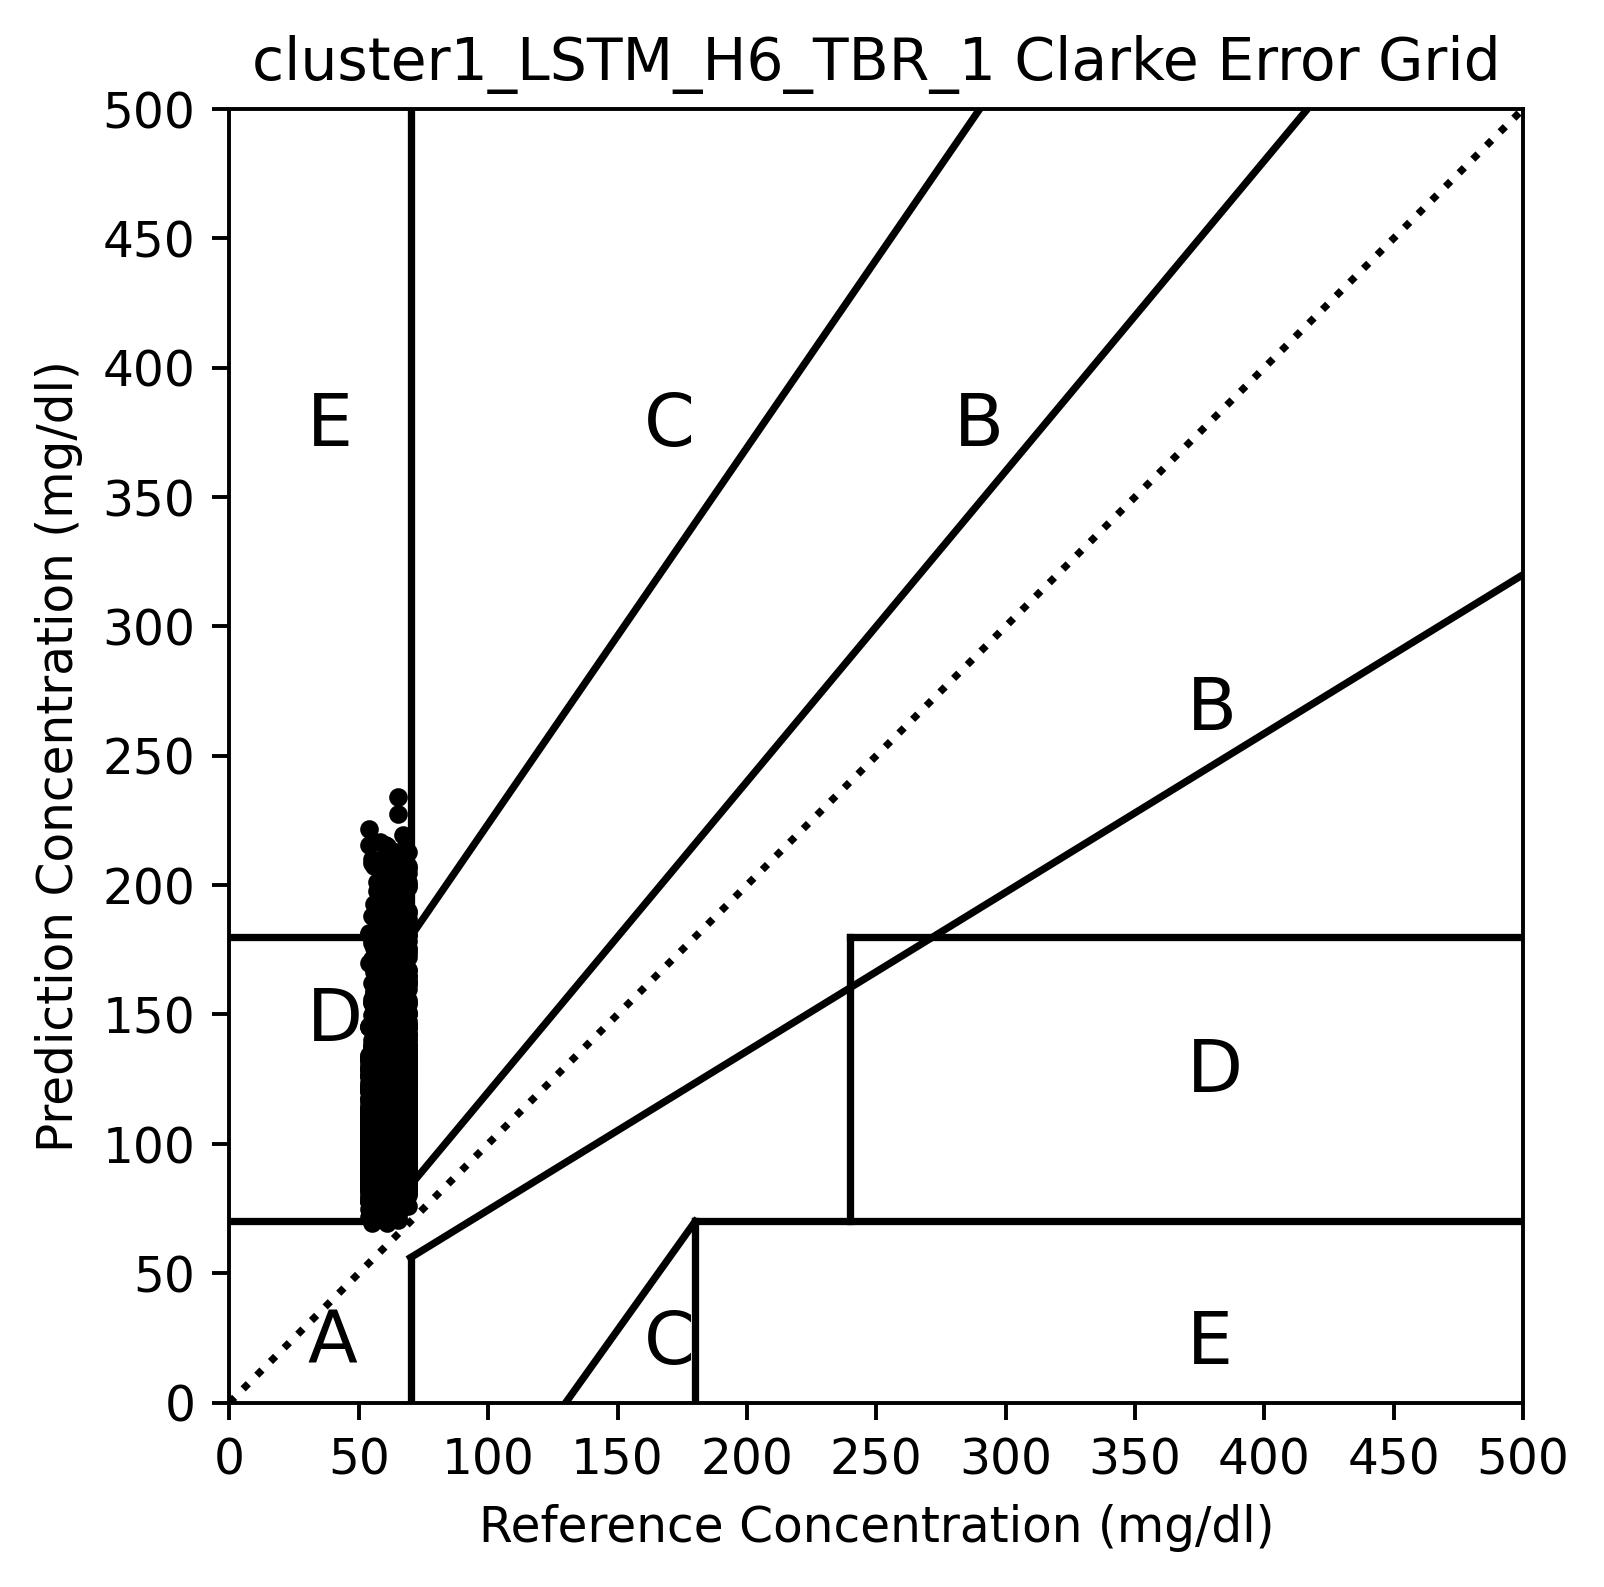 cluster1_LSTM_H6_TBR_1 Clarke Error Grid
500
450
400
350
300
250
200
150
100
50
0
Prediction Concentration (mg/dl)
E
C
B
B
D
D
A
C
E
0 50 100 150 200 250 300 350 400 450 500
Reference Concentration (mg/dl)